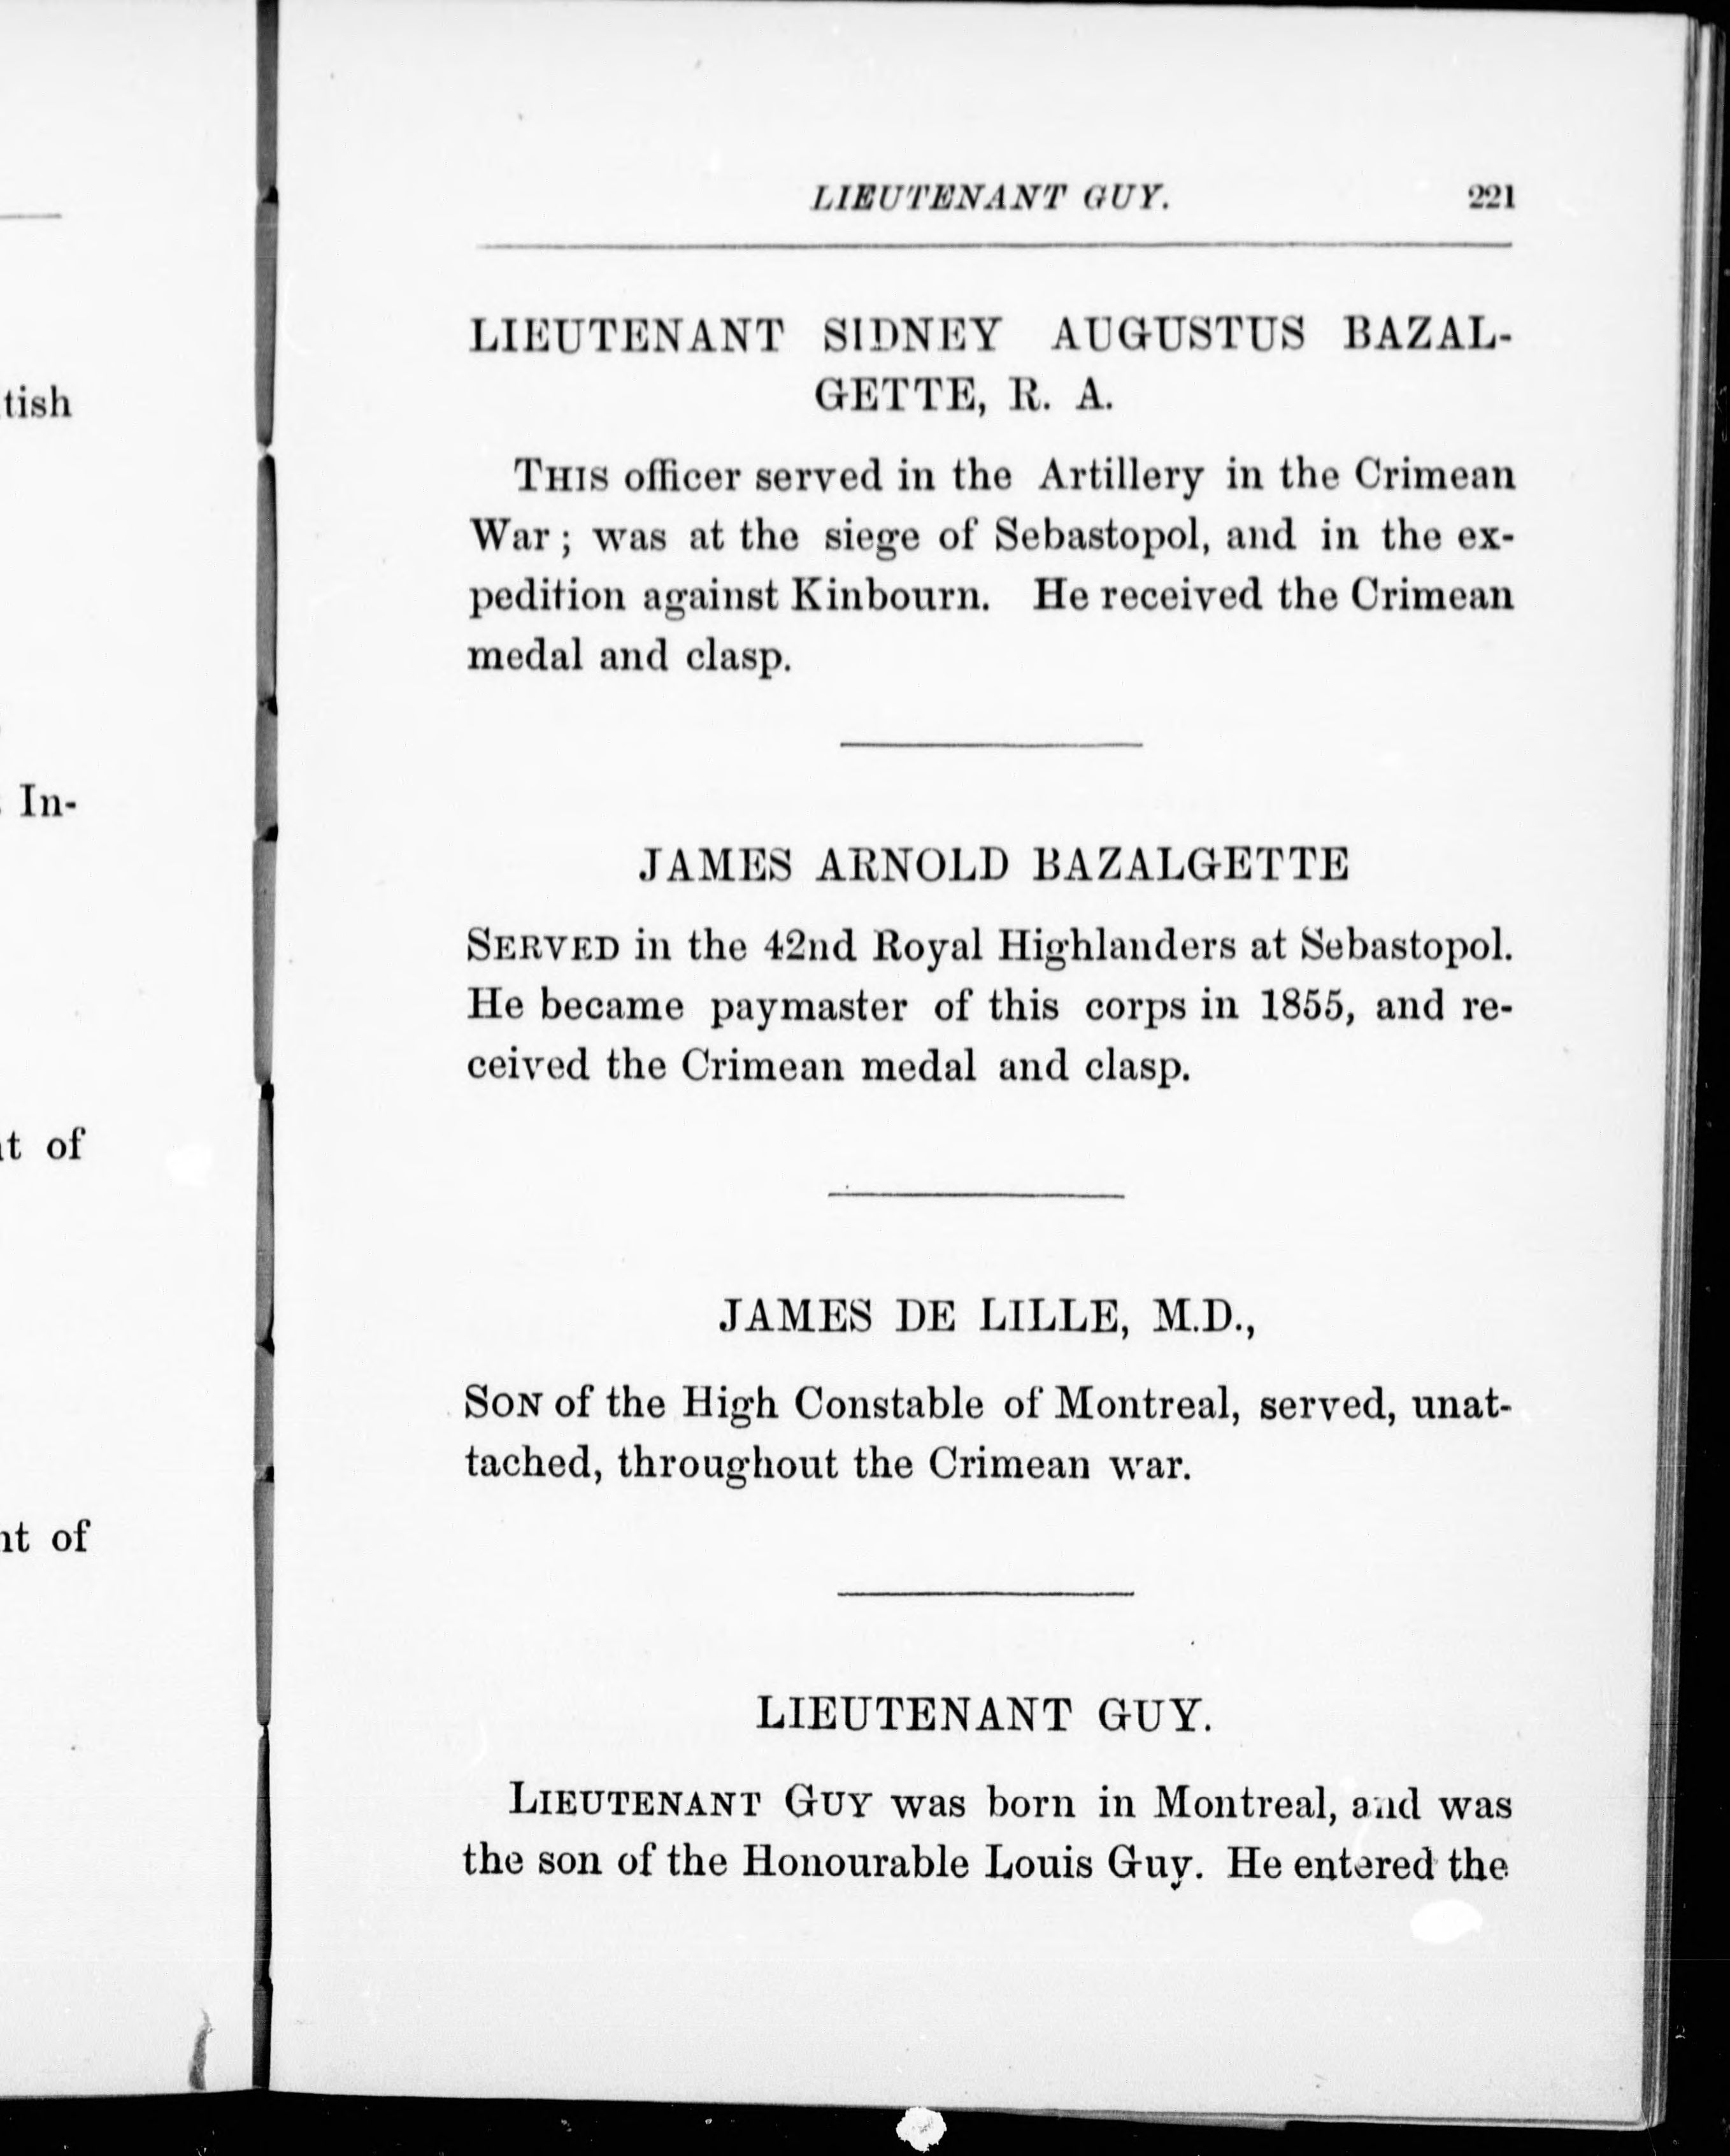 tish
In-
of
of
LIEUTENANT GUY. 221
LIEUTENANT SIDNEY AUGUSTUS BAZAL-
GETTE, R. A.
THIS officer served in the Artillery in the Crimean
War; was at the siege of Sebastopol, and in the ex-
pedition against Kinbourn. He received the Crimean
medal and clasp.
JAMES ARNOLD BAZALGETTE
SERVED in the 42nd Royal Highlanders at Sebastopol.
He became paymaster of this corps in 1855, and re-
ceived the Crimean medal and clasp.
JAMES DE LILLE, M.D.,
SON of the High Constable of Montreal, served, unat-
tached, throughout the Crimean war.
LIEUTENANT GUY.
LIEUTENANT GUY was born in Montreal, and was
the son of the Honourable Louis Guy. He entered the